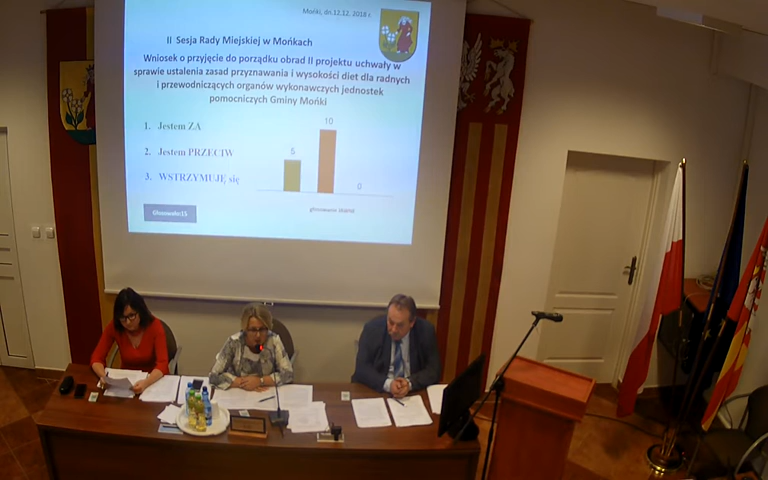 Mońki, dn.12.12. 2018 r.
II Sesja Rady Miejskiej w Mońkach
Wniosek o przyjęcie do porządku obrad II projektu uchwały w
sprawie ustalenia zasad przyznawania i wysokości diet dla radnych
i przewodniczących organów wykonawczych jednostek
pomocniczych Gminy Mońki
1. Jestem ZA
2. Jestem PRZECIW
3. WSTRZYMUJĘ się
5
10
0
Głosowało:15